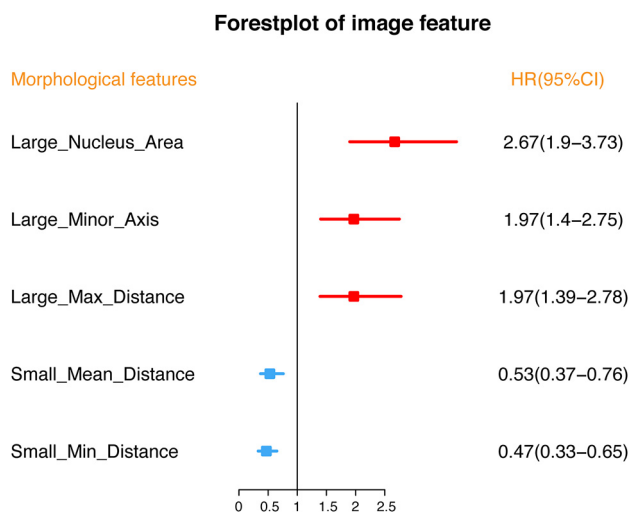 Forestplot of image feature
Morphological features HR(95%CI)
Large_Nucleus_Area 2.67(1.9–3.73)
Large_Minor_Axis 1.97(1.4–2.75)
Large_Max_Distance 1.97(1.39–2.78)
Small_Mean_Distance 0.53(0.37–0.76)
Small_Min_Distance 0.47(0.33–0.65)
0 0.5 1 1.5 2 2.5